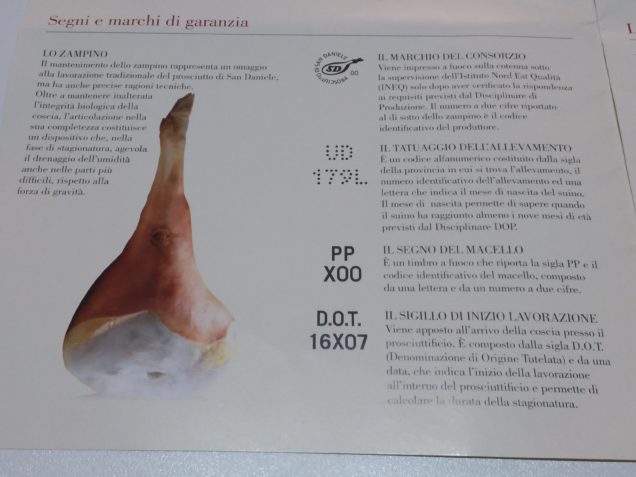 Segni e marchi di garanzia
LO ZAMPINO
Il mantenimento dello zampino rappresenta un omaggio
alla lavorazione tradizionale del prosciutto di San Daniele,
ma ha anche precise ragioni tecniche.
Oltre a mantenere inalterata
l'integrità biologica della
coscia, l'articolazione nella
sua completezza costituisce
un dispositivo che, nella
fase di stagionatura, agevola
il drenaggio dell'umidità
anche nelle parti più
difficili, rispetto alla
forza di gravità.
PROSCIUTTO DI SAN DANIELE
SD
00
IL MARCHIO DEL CONSORZIO
Viene impresso a fuoco sulla cotenna sotto
la supervisione dell'Istituto Nord Est Qualità
(INEQ) solo dopo aver verificato la rispondenza
ai requisiti previsti dal Disciplinare di
Produzione. Il numero a due cifre riportato
al di sotto dello zampino è il codice
identificativo del produttore.
UD
179L
IL TATUAGGIO DELL'ALLEVAMENTO
È un codice alfanumerico costituito dalla sigla
della provincia in cui si trova l'allevamento, il
numero identificativo dell'allevamento ed una
lettera che indica il mese di nascita del suino.
Il mese di nascita permette di sapere quando
il suino ha raggiunto almeno i nove mesi di età
previsti dal Disciplinare DOP.
PP
X00
IL SEGNO DEL MACELLO
È un timbro a fuoco che riporta la sigla PP e il
codice identificativo del macello, composto
da una lettera e da un numero a due cifre.
D.O.T.
16X07
IL SIGILLO DI INIZIO LAVORAZIONE
Viene apposto all'arrivo della coscia presso il
prosciuttificio. È composto dalla sigla D.O.T.
(Denominazione di Origine Tutelata) e da una
data, che indica l'inizio della lavorazione
all'interno del prosciuttificio e permette di
calcolare la durata della stagionatura.